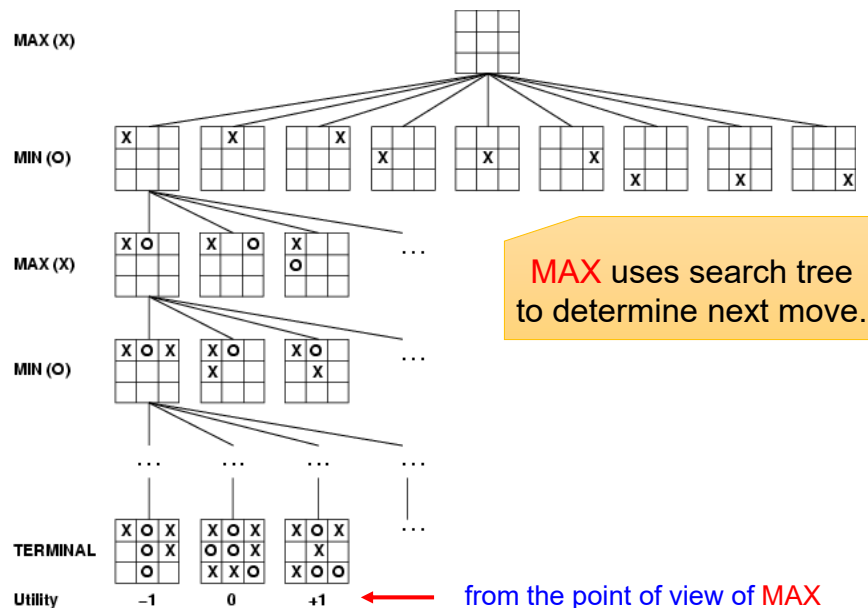 MAX (X)
MIN (O)
X X X X X X X X X
MAX (X)
X O X O X O ...
MIN (O)
X O X X O X X O X ...
... ... ... ...
TERMINAL
X O X X O X X O X ...
O X O O X X
O X X O X O O
Utility -1 0 +1
MAX uses search tree
to determine next move.
from the point of view of MAX